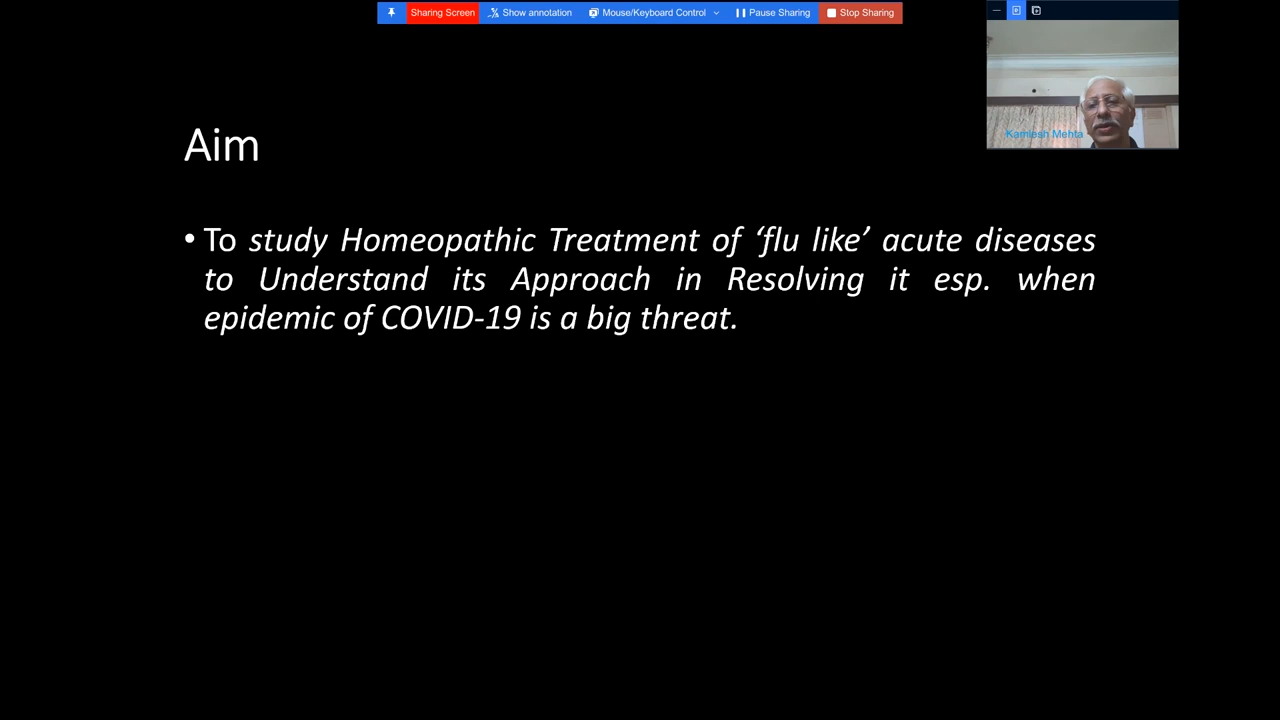 Sharing Screen Show annotation Mouse/Keyboard Control Pause Sharing Stop Sharing
Kamlesh Mehta
Aim
• To study Homeopathic Treatment of ‘flu like’ acute diseases
to Understand its Approach in Resolving it esp. when
epidemic of COVID-19 is a big threat.